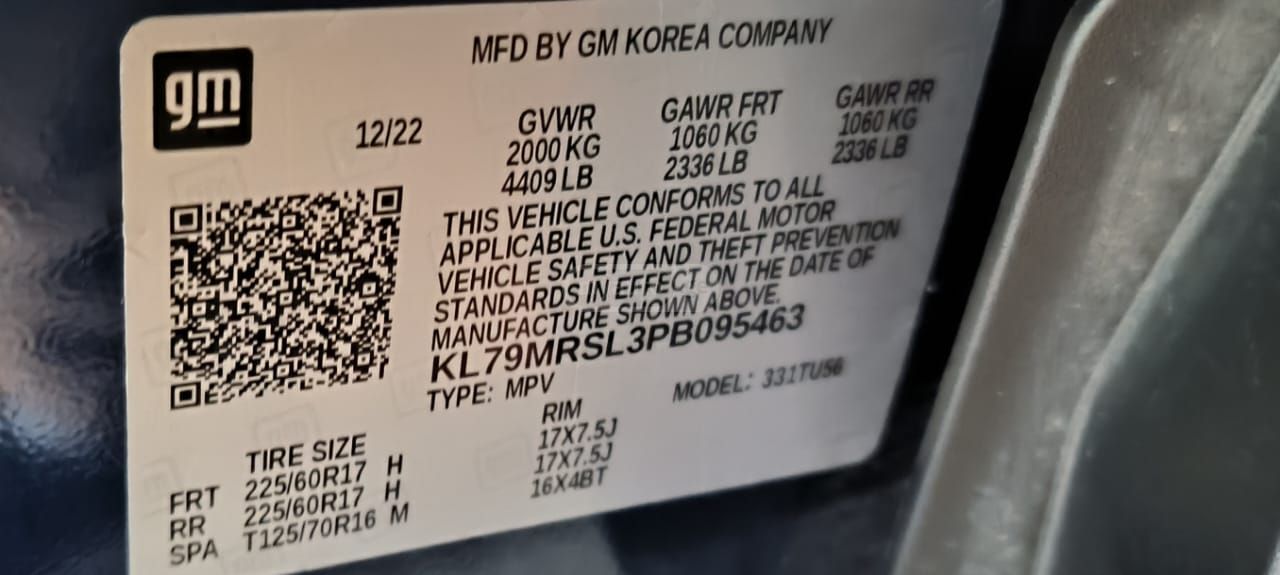 gm
MFD BY GM KOREA COMPANY
12/22 GVWR GAWR FRT GAWR RR
2000 KG 1060 KG 1060 KG
4409 LB 2336 LB 2336 LB
THIS VEHICLE CONFORMS TO ALL
APPLICABLE U.S. FEDERAL MOTOR
VEHICLE SAFETY AND THEFT PREVENTION
STANDARDS IN EFFECT ON THE DATE OF
MANUFACTURE SHOWN ABOVE.
KL79MRSL3PB095463
TYPE: MPV MODEL: 331TU56
TIRE SIZE RIM
FRT 225/60R17 H 17X7.5J
RR 225/60R17 H 17X7.5J
SPA T125/70R16 M 16X4BT